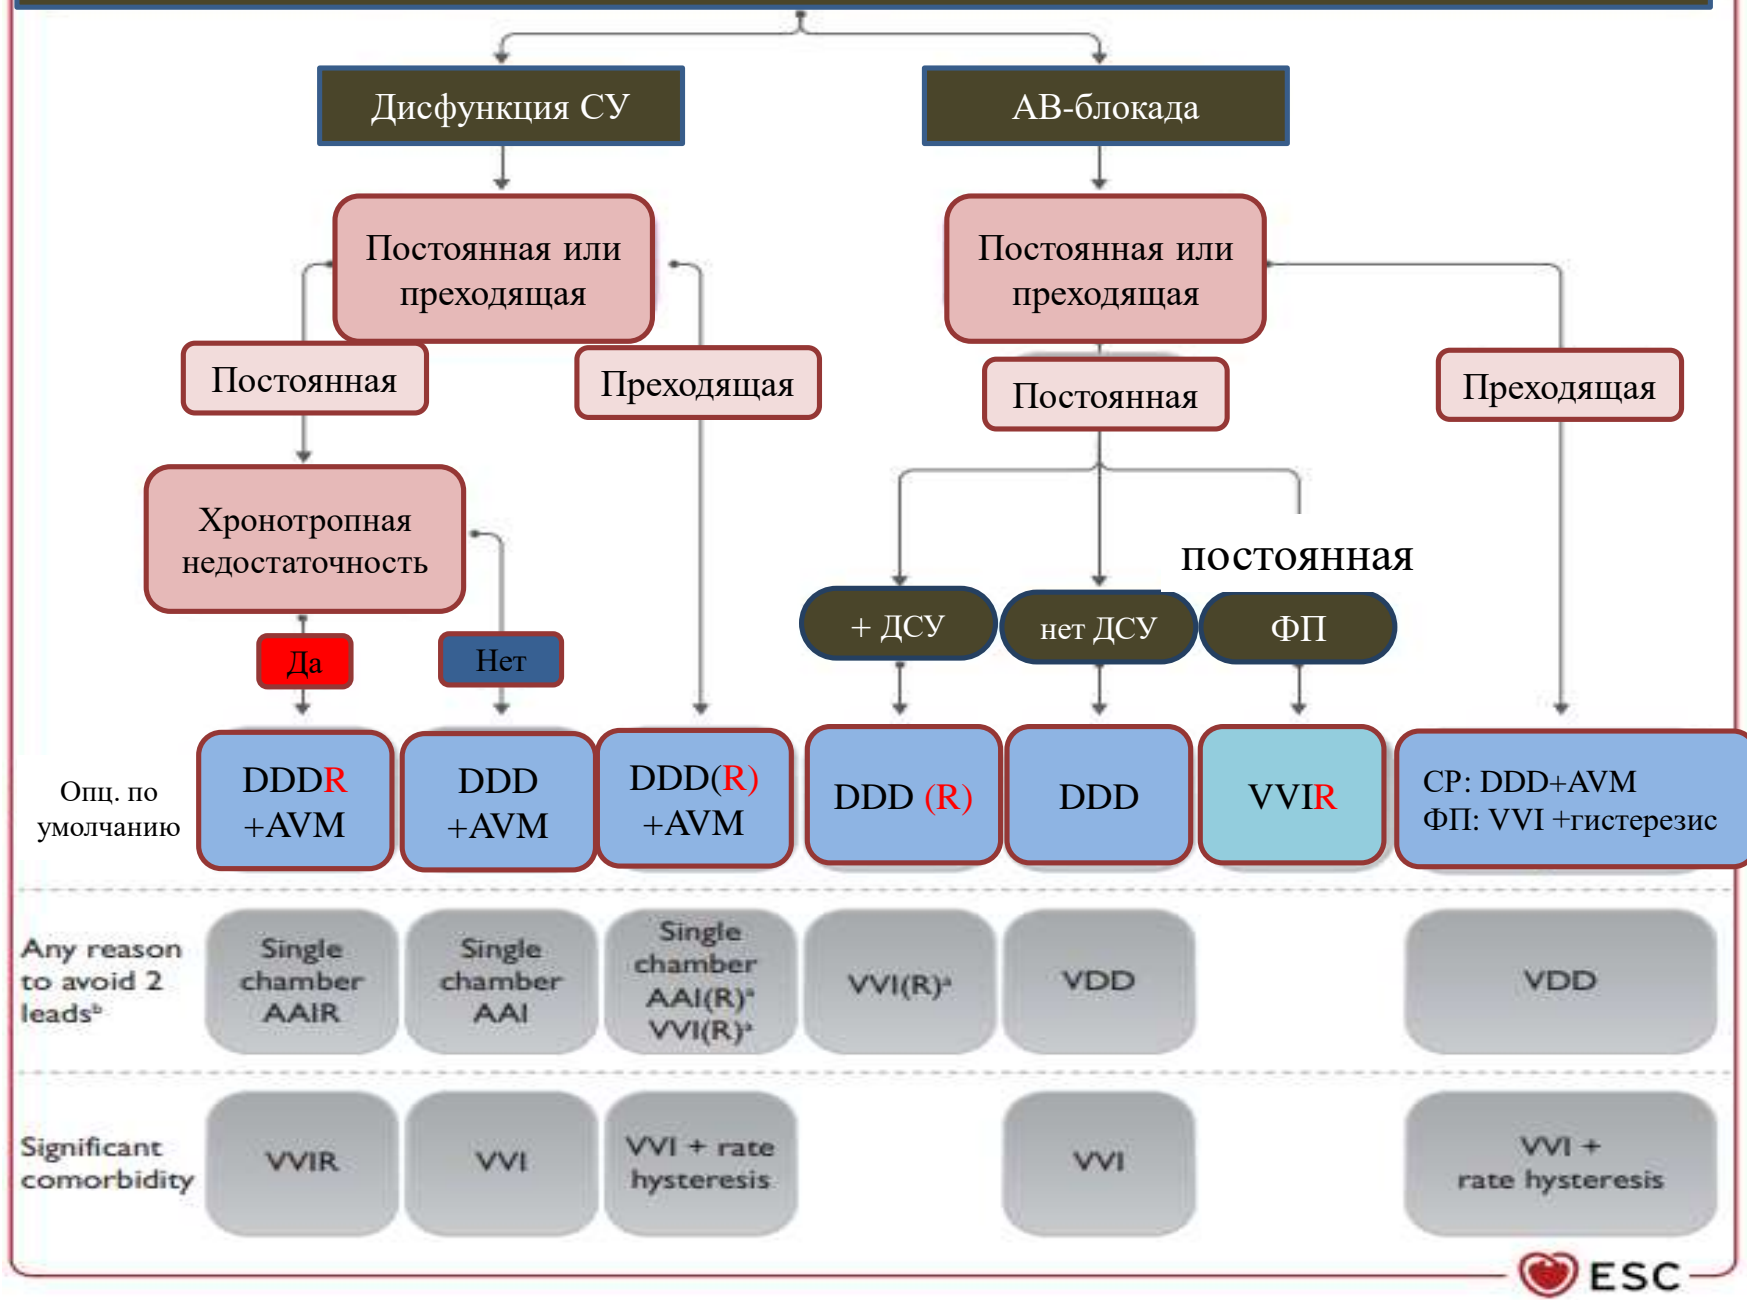 Дисфункция СУ
АВ-блокада
Постоянная или
преходящая
Постоянная или
преходящая
Постоянная
Преходящая
Постоянная
Преходящая
Хронотропная
недостаточность
постоянная
+ ДСУ
нет ДСУ
ФП
Да
Нет
Опц. по
умолчанию
DDDR
+AVM
DDD
+AVM
DDD(R)
+AVM
DDD (R)
DDD
VVIR
СР: DDD+AVM
ФП: VVI +гистерезис
Any reason
to avoid 2
leadsᵇ
Single
chamber
AAIR
Single
chamber
AAI
Single
chamber
AAI(R)ᵃ
VVI(R)ᵃ
VVI(R)ᵃ
VDD
VDD
Significant
comorbidity
VVIR
VVI
VVI + rate
hysteresis
VVI
VVI +
rate hysteresis
ESC